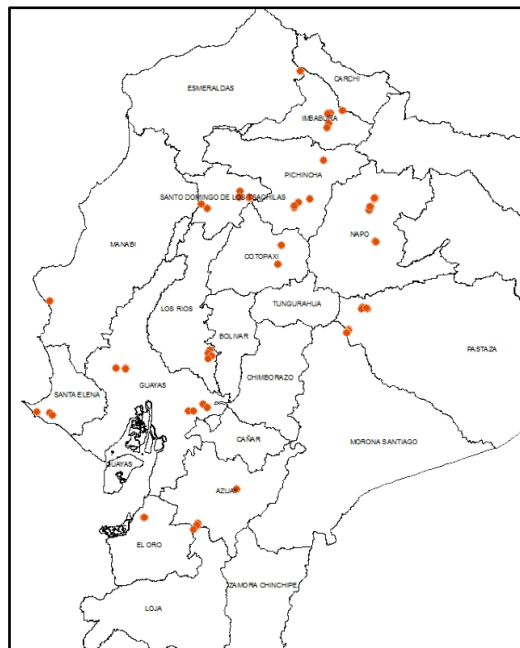 CARCHI
ESMERALDAS
IMBABURA
PICHINCHA
SANTO DOMINGO DE LOS TSACHILAS
NAPO
MANABI
COTOPAXI
TUNGURAHUA
LOS RIOS
BOLIVAR
PASTAZA
GUAYAS
CHIMBORAZO
SANTA ELENA
CAÑAR
MORONA SANTIAGO
GUAYAS
AZUAY
EL ORO
ZAMORA CHINCHIPE
LOJA